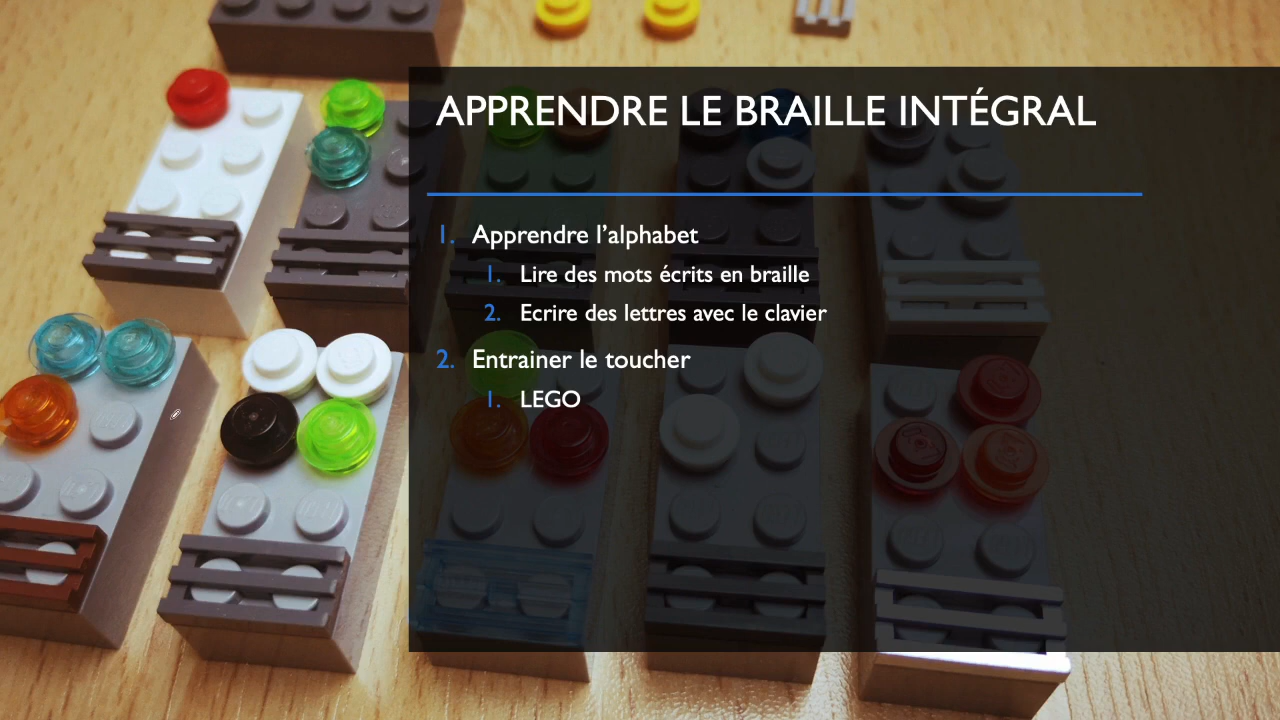 APPRENDRE LE BRAILLE INTÉGRAL
1. Apprendre l’alphabet
1. Lire des mots écrits en braille
2. Ecrire des lettres avec le clavier
2. Entrainer le toucher
1. LEGO